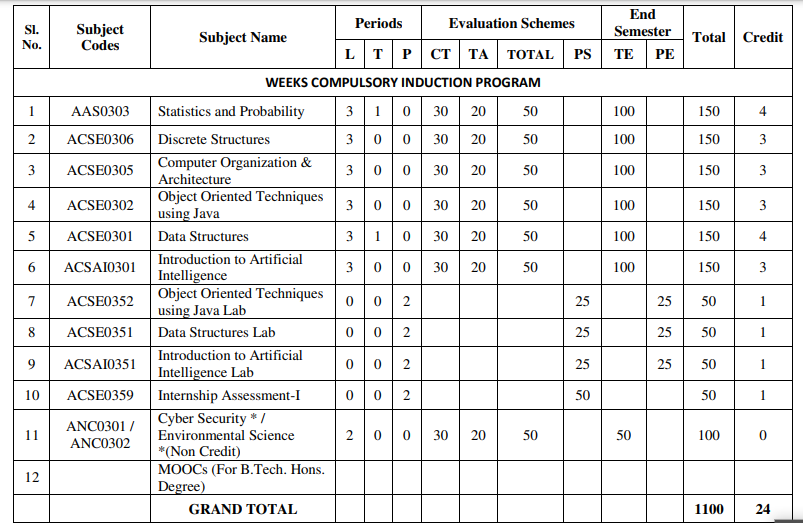 Sl. No. Subject Codes Subject Name Periods Evaluation Schemes End Semester Total Credit
L T P CT TA TOTAL PS TE PE
WEEKS COMPULSORY INDUCTION PROGRAM
1 AAS0303 Statistics and Probability 3 1 0 30 20 50 100 150 4
2 ACSE0306 Discrete Structures 3 0 0 30 20 50 100 150 3
3 ACSE0305 Computer Organization & Architecture 3 0 0 30 20 50 100 150 3
4 ACSE0302 Object Oriented Techniques using Java 3 0 0 30 20 50 100 150 3
5 ACSE0301 Data Structures 3 1 0 30 20 50 100 150 4
6 ACSAI0301 Introduction to Artificial Intelligence 3 0 0 30 20 50 100 150 3
7 ACSE0352 Object Oriented Techniques using Java Lab 0 0 2 25 25 50 1
8 ACSE0351 Data Structures Lab 0 0 2 25 25 50 1
9 ACSAI0351 Introduction to Artificial Intelligence Lab 0 0 2 25 25 50 1
10 ACSE0359 Internship Assessment-I 0 0 2 50 50 1
11 ANC0301 / ANC0302 Cyber Security * / Environmental Science *(Non Credit) 2 0 0 30 20 50 50 100 0
12 MOOCs (For B.Tech. Hons. Degree)
GRAND TOTAL 1100 24